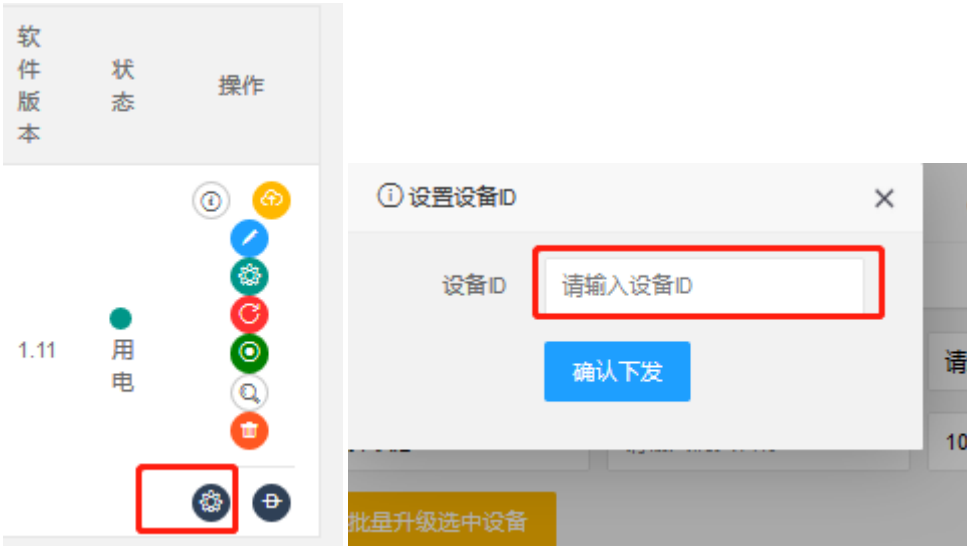 软
件
版
本
状
态
操作
1.11
用
电
设置设备ID
设备ID
请输入设备ID
确认下发
请
10
批量升级选中设备